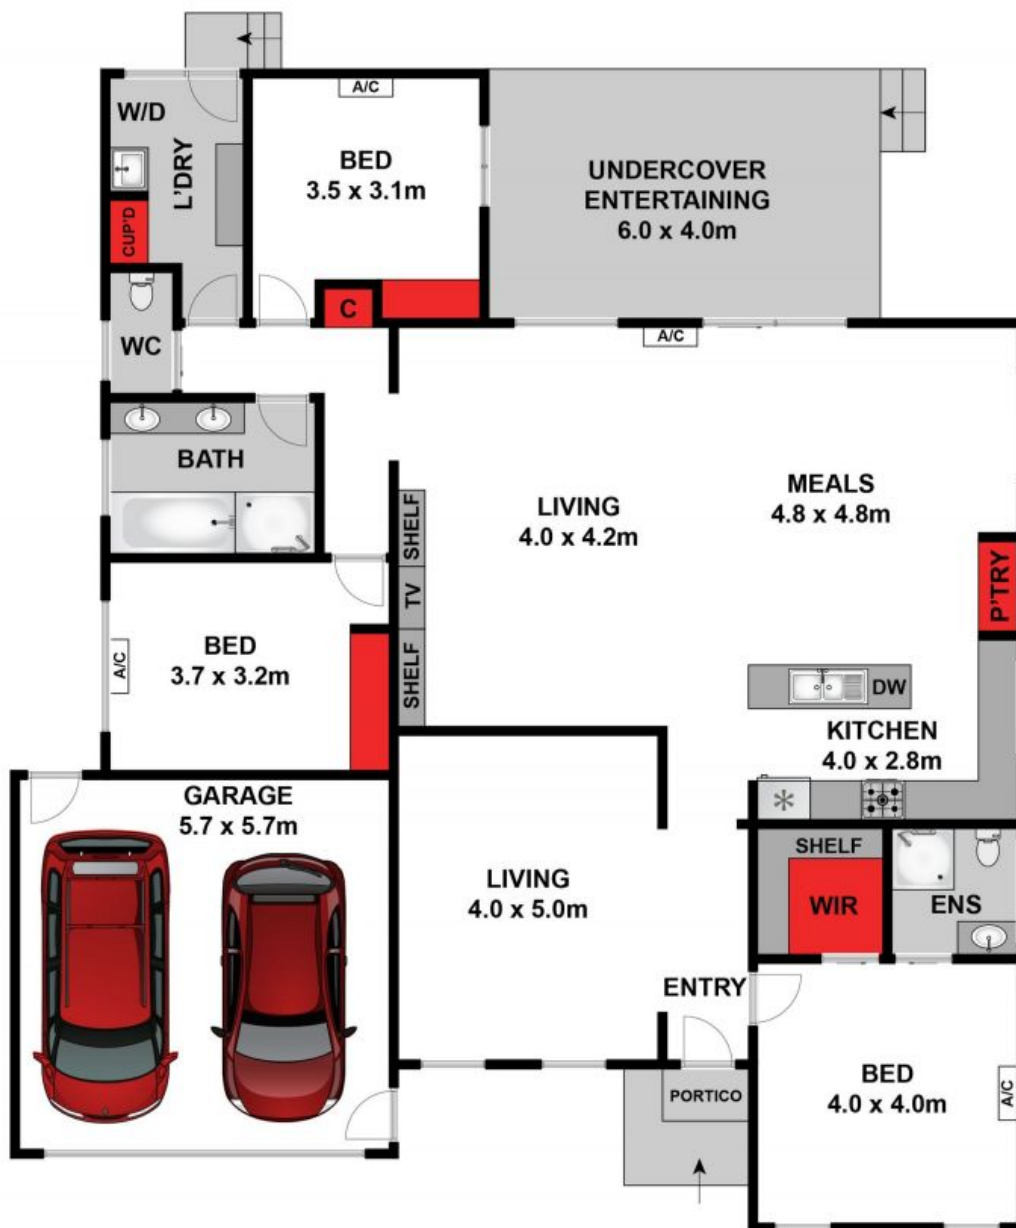 W/D
L'DRY
CUP'D
A/C
BED
3.5 x 3.1m
UNDERCOVER
ENTERTAINING
6.0 x 4.0m
C
WC
A/C
BATH
SHELF
TV
SHELF
LIVING
4.0 x 4.2m
MEALS
4.8 x 4.8m
P'TRY
A/C
BED
3.7 x 3.2m
DW
KITCHEN
4.0 x 2.8m
GARAGE
5.7 x 5.7m
LIVING
4.0 x 5.0m
SHELF
WIR
ENS
ENTRY
PORTICO
BED
4.0 x 4.0m
A/C